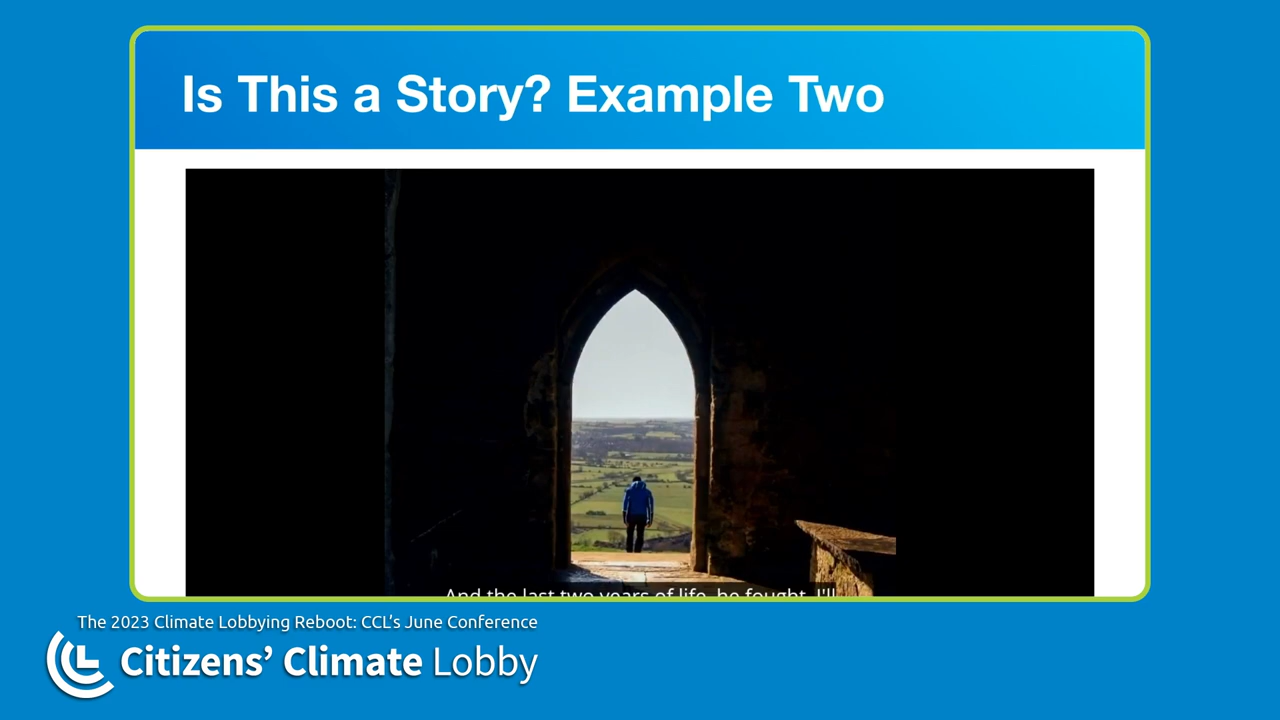 Is This a Story? Example Two
And the last two years of life, he fought, I'll
The 2023 Climate Lobbying Reboot: CCL’s June Conference
Citizens’ Climate Lobby